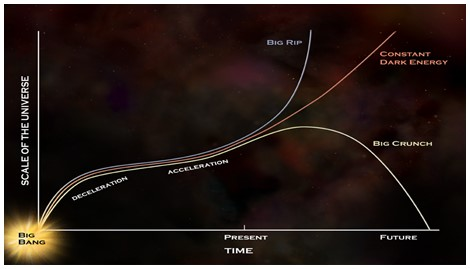 BIG RIP
CONSTANT
DARK ENERGY
SCALE OF THE UNIVERSE
BIG CRUNCH
ACCELERATION
DECELERATION
BIG
BANG
PRESENT
FUTURE
TIME